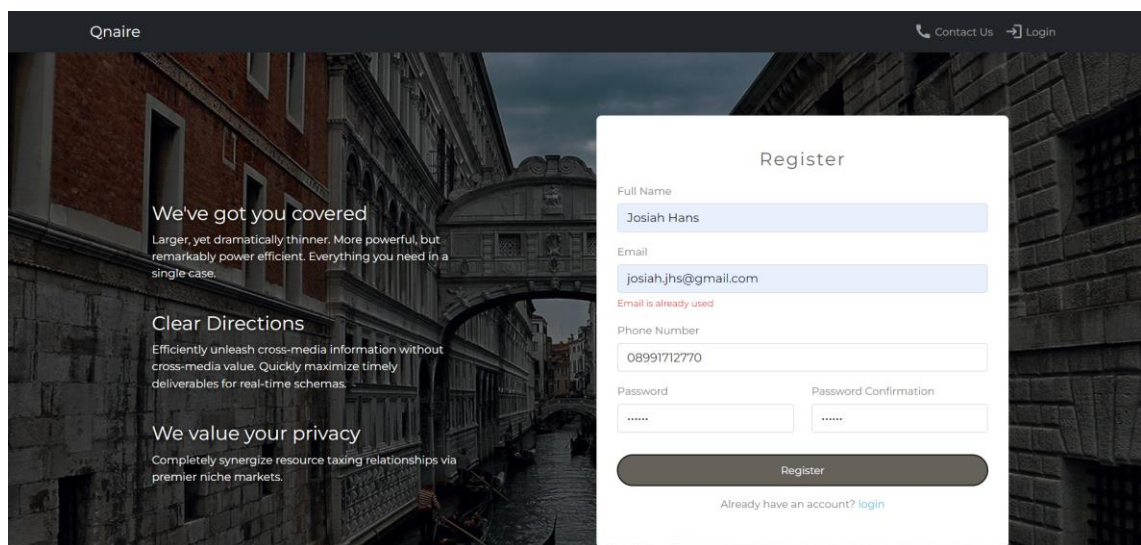 Qnaire
Contact Us
Login
We've got you covered
Larger, yet dramatically thinner. More powerful, but
remarkably power efficient. Everything you need in a
single case.
Clear Directions
Efficiently unleash cross-media information without
cross-media value. Quickly maximize timely
deliverables for real-time schemas.
We value your privacy
Completely synergize resource taxing relationships via
premier niche markets.
Register
Full Name
Josiah Hans
Email
josiah.jhs@gmail.com
Email is already used
Phone Number
08991712770
Password
Password Confirmation
......
......
Register
Already have an account? login